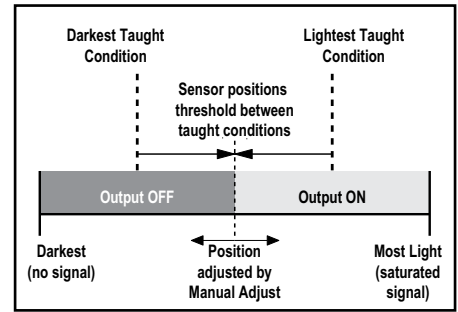 Darkest Taught
Condition
Lightest Taught
Condition
Sensor positions
threshold between
taught conditions
Output OFF
Output ON
Darkest
(no signal)
Position
adjusted by
Manual Adjust
Most Light
(saturated
signal)